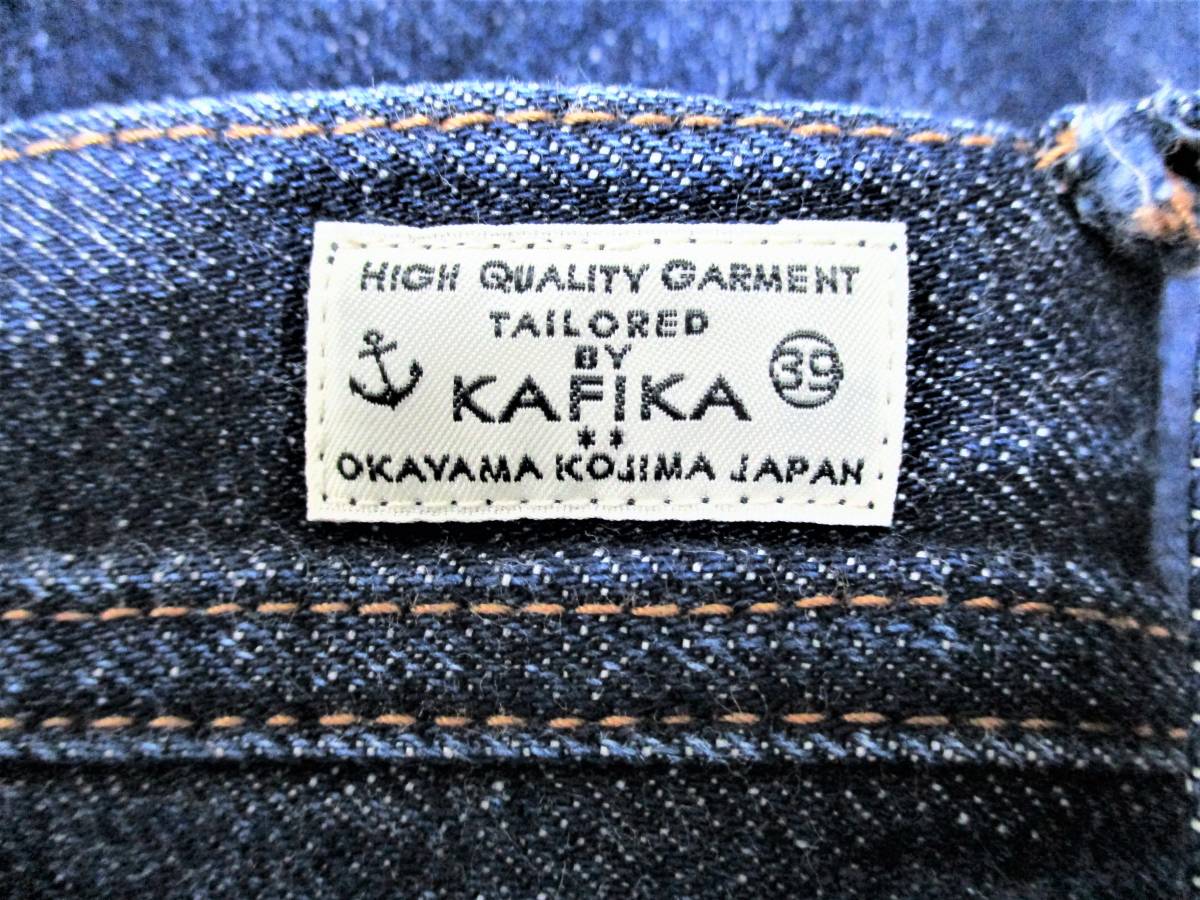 HIGH QUALITY GARMENT
TAILORED
BY
KAFIKA
39
OKAYAMA KOJIMA JAPAN